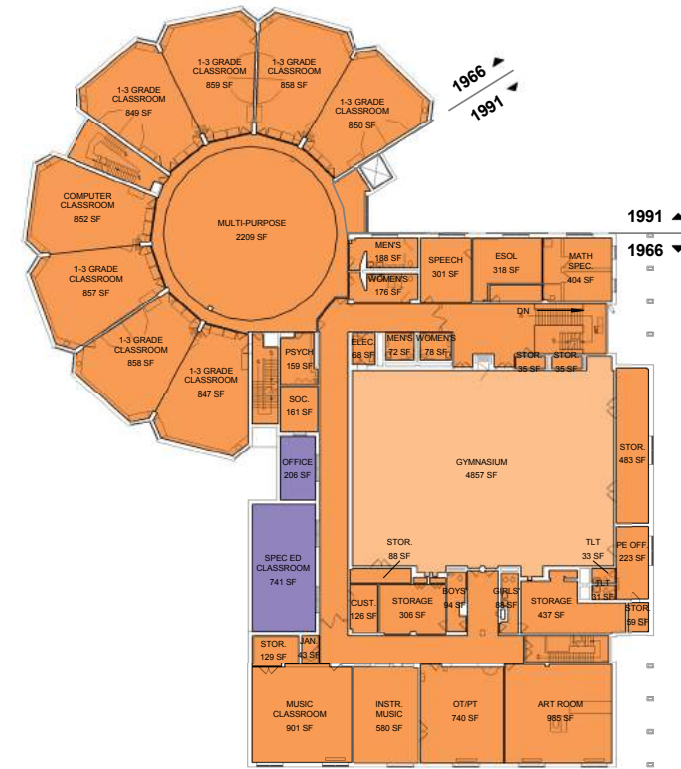 1-3 GRADE
CLASSROOM
859 SF
1-3 GRADE
CLASSROOM
858 SF
1-3 GRADE
CLASSROOM
849 SF
1-3 GRADE
CLASSROOM
850 SF
1966
1991
COMPUTER
CLASSROOM
852 SF
MULTI-PURPOSE
2209 SF
1991
1966
MEN'S
188 SF
WOMEN'S
176 SF
SPEECH
301 SF
ESOL
318 SF
MATH
SPEC.
404 SF
1-3 GRADE
CLASSROOM
857 SF
DN
1-3 GRADE
CLASSROOM
858 SF
1-3 GRADE
CLASSROOM
847 SF
PSYCH
159 SF
ELEC.
68 SF
MEN'S
72 SF
WOMEN'S
78 SF
STOR.
35 SF
STOR.
35 SF
SOC.
161 SF
OFFICE
206 SF
GYMNASIUM
4857 SF
STOR.
483 SF
SPEC ED
CLASSROOM
741 SF
STOR.
88 SF
TLT
33 SF
PE OFF.
223 SF
TLT
31 SF
CUST.
126 SF
STORAGE
306 SF
BOYS'
94 SF
GIRLS'
88 SF
STORAGE
437 SF
STOR.
59 SF
STOR.
129 SF
JAN.
43 SF
MUSIC
CLASSROOM
901 SF
INSTR.
MUSIC
580 SF
OT/PT
740 SF
ART ROOM
985 SF